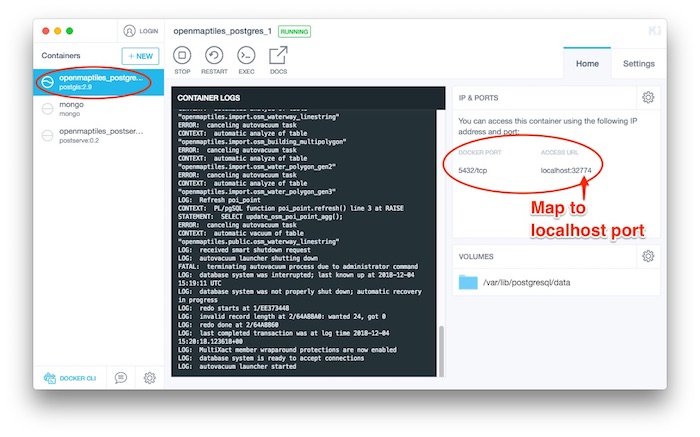 LOGIN
openmaptiles_postgres_1 RUNNING
Containers
+ NEW
STOP
RESTART
EXEC
DOCS
Home
Settings
openmaptiles_postgre...
postgis:2.9
mongo
mongo
openmaptiles_postser...
postserve:0.2
CONTAINER LOGS
"openmaptiles.import.osm_waterway_linestring"
ERROR: canceling autovacuum task
CONTEXT: automatic analyze of table
"openmaptiles.import.osm_building_multipolygon"
ERROR: canceling autovacuum task
CONTEXT: automatic analyze of table
"openmaptiles.import.osm_water_polygon_gen2"
ERROR: canceling autovacuum task
CONTEXT: automatic analyze of table
"openmaptiles.import.osm_water_polygon_gen3"
LOG: Refresh poi_point
CONTEXT: PL/pgSQL function poi_point.refresh() line 3 at RAISE
STATEMENT: SELECT update_osm_poi_point_agg();
ERROR: canceling autovacuum task
CONTEXT: automatic vacuum of table
"openmaptiles.public.osm_waterway_linestring"
LOG: received smart shutdown request
LOG: autovacuum launcher shutting down
FATAL: terminating autovacuum process due to administrator command
LOG: database system was interrupted; last known up at 2018-12-04
15:19:11 UTC
LOG: database system was not properly shut down; automatic recovery
in progress
LOG: redo starts at 1/EE373448
LOG: invalid record length at 2/64A8BA0: wanted 24, got 0
LOG: redo done at 2/64A8B60
LOG: last completed transaction was at log time 2018-12-04
15:20:18.123618+00
LOG: MultiXact member wraparound protections are now enabled
LOG: database system is ready to accept connections
LOG: autovacuum launcher started
IP & PORTS
You can access this container using the following IP
address and port:
DOCKER PORT
ACCESS URL
5432/tcp
localhost:32774
Map to
localhost port
VOLUMES
/var/lib/postgresql/data
DOCKER CLI